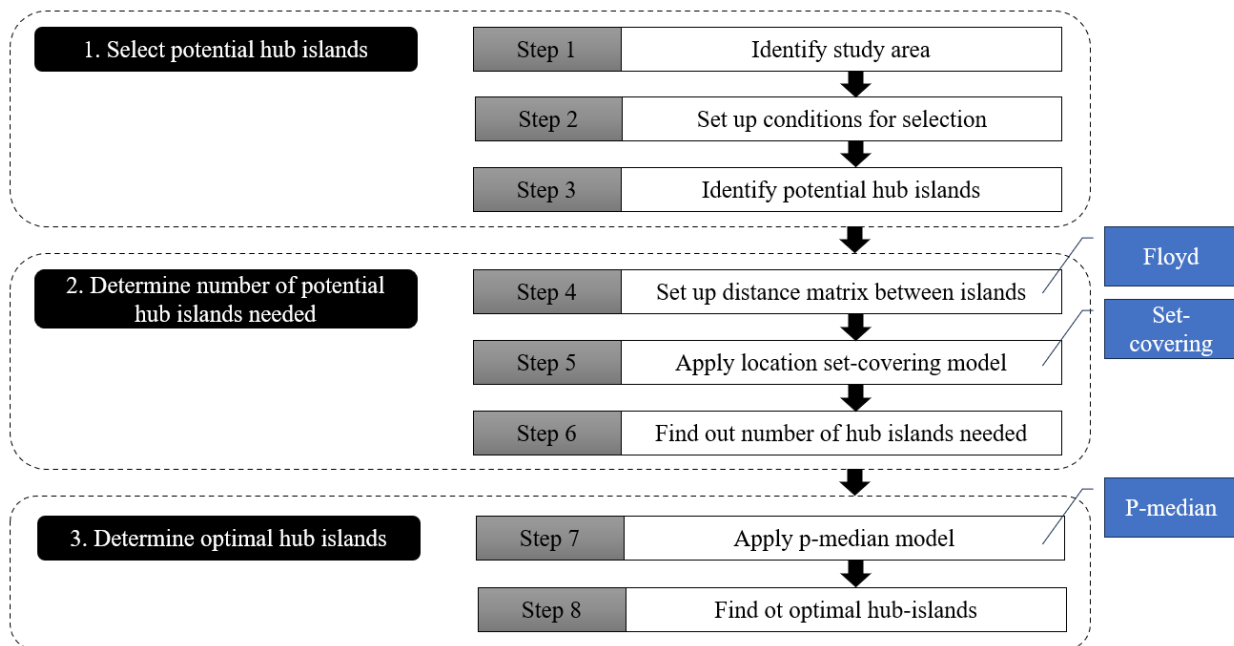 1. Select potential hub islands
Step 1
Identify study area
Step 2
Set up conditions for selection
Step 3
Identify potential hub islands
2. Determine number of potential
hub islands needed
Step 4
Set up distance matrix between islands
Floyd
Step 5
Apply location set-covering model
Set-
covering
Step 6
Find out number of hub islands needed
3. Determine optimal hub islands
Step 7
Apply p-median model
P-median
Step 8
Find ot optimal hub-islands